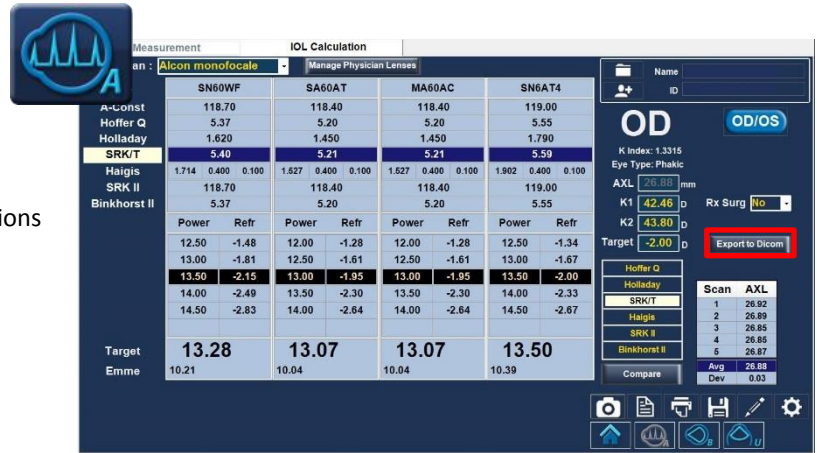 Measurement IOL Calculation
an : Alcon monofocale Manage Physician Lenses
A
SN60WF SA60AT MA60AC SN6AT4
A-Const 118.70 118.40 118.40 119.00
Hoffer Q 5.37 5.20 5.20 5.55
Holladay 1.620 1.450 1.450 1.790
SRK/T 5.40 5.21 5.21 5.59
Haigis 1.714 0.400 0.100 1.527 0.400 0.100 1.527 0.400 0.100 1.902 0.400 0.100
SRK II 118.70 118.40 118.40 119.00
Binkhorst II 5.37 5.20 5.20 5.55
ions
Power Refr Power Refr Power Refr Power Refr
12.50 -1.48 12.00 -1.28 12.00 -1.28 12.50 -1.34
13.00 -1.81 12.50 -1.61 12.50 -1.61 13.00 -1.67
13.50 -2.15 13.00 -1.95 13.00 -1.95 13.50 -2.00
14.00 -2.49 13.50 -2.30 13.50 -2.30 14.00 -2.33
14.50 -2.83 14.00 -2.64 14.00 -2.64 14.50 -2.67
Target 13.28 13.07 13.07 13.50
Emme 10.21 10.04 10.04 10.39
Name
ID
OD OD/OS
K Index: 1.3315
Eye Type: Phakic
AXL 26.88 mm
K1 42.46 D Rx Surg No
K2 43.80 D
Target -2.00 D Export to Dicom
Hoffer Q
Holladay
SRK/T
Haigis
SRK II
Binkhorst II
Compare
Scan AXL
1 26.92
2 26.89
3 26.85
4 26.85
5 26.87
Avg 26.88
Dev 0.03
A B U